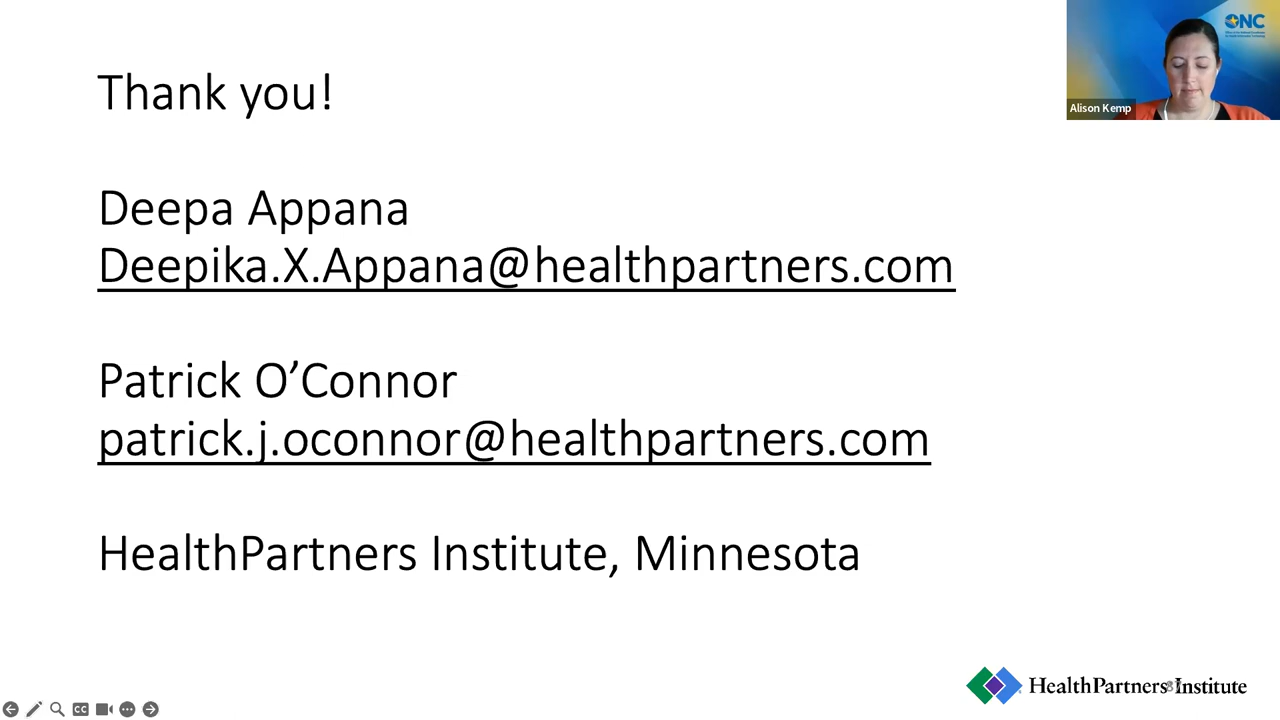 Thank you!
Deepa Appana
Deepika.X.Appana@healthpartners.com
Patrick O’Connor
patrick.j.oconnor@healthpartners.com
HealthPartners Institute, Minnesota
ONC
Alison Kemp
CC
HealthPartners Institute